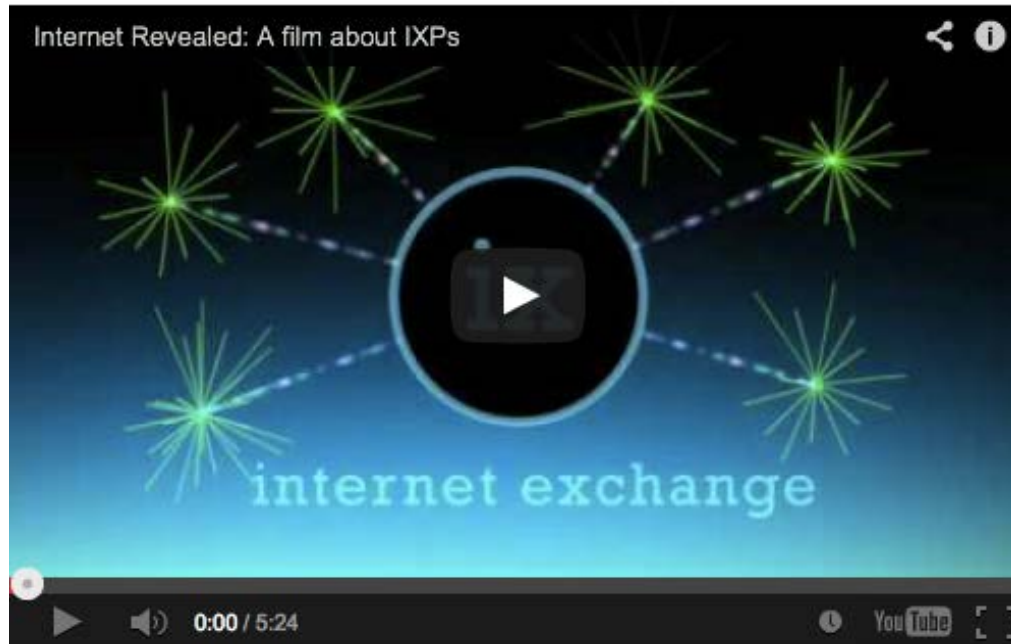 Internet Revealed: A film about IXPs
ix
internet exchange
0:00 / 5:24
YouTube